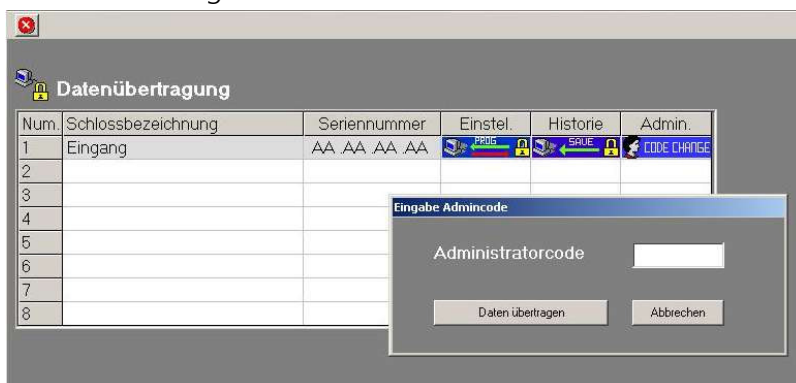 Datenübertragung
Num. Schlossbezeichnung Seriennummer Einstel. Historie Admin.
1 Eingang AA AA AA AA PROG SAVE CODE CHANGE
2
3
4
5
6
7
8
Eingabe Admincode
Administratorcode
Daten übertragen Abbrechen